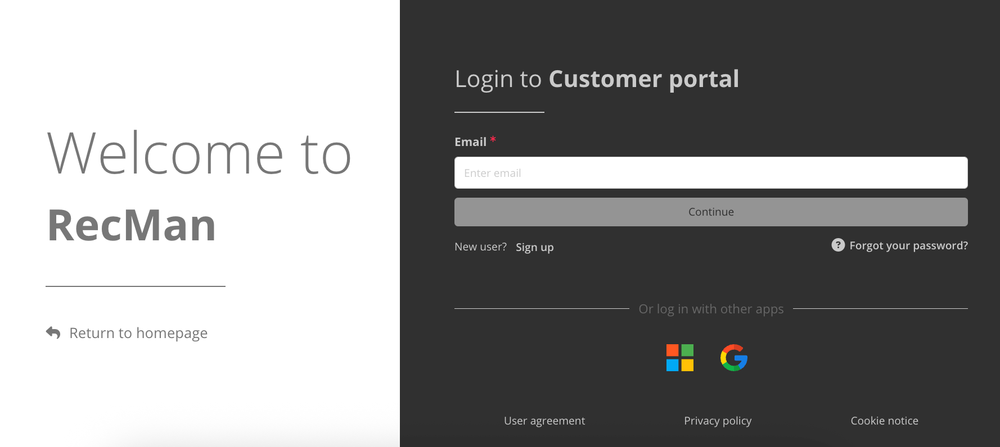 Welcome to
RecMan
Return to homepage
Login to Customer portal
Email *
Enter email
Continue
New user? Sign up
? Forgot your password?
Or log in with other apps
User agreement
Privacy policy
Cookie notice